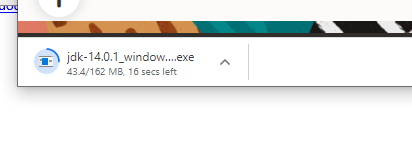 jdk-14.0.1_window....exe
43.4/162 MB, 16 secs left